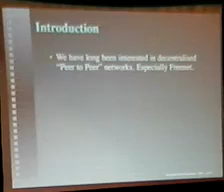 Introduction
• We have long been interested in decentralised
"Peer to Peer" networks. Especially Freenet.